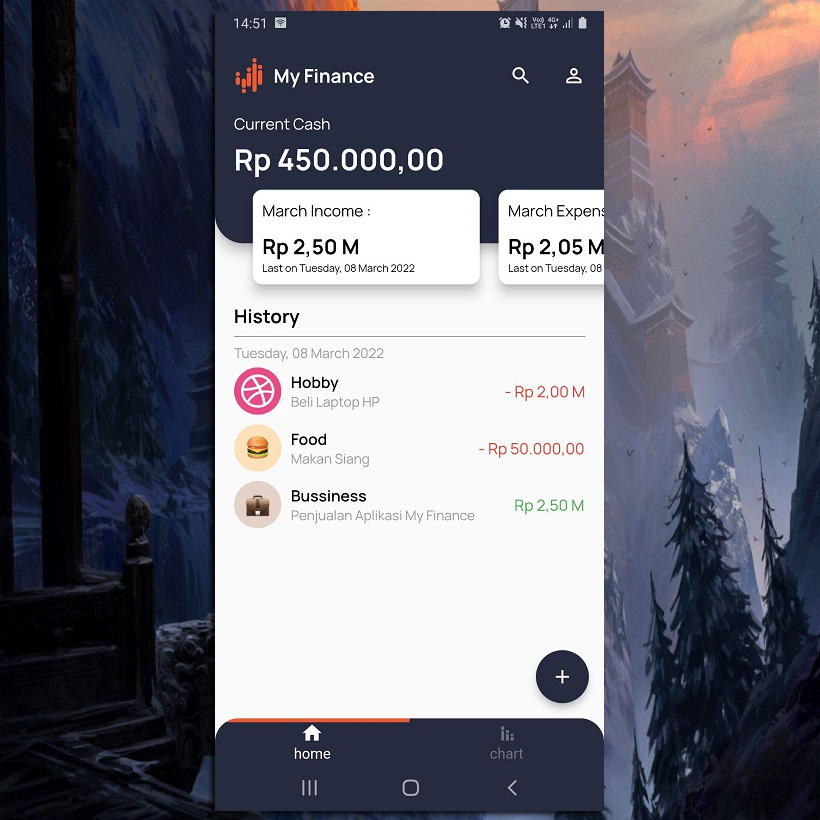 14:51
Vo)) 4G+
LTE1
My Finance
Current Cash
Rp 450.000,00
March Income :
Rp 2,50 M
Last on Tuesday, 08 March 2022
March Expens
Rp 2,05 M
Last on Tuesday, 08
History
Tuesday, 08 March 2022
Hobby
Beli Laptop HP
- Rp 2,00 M
Food
Makan Siang
- Rp 50.000,00
Bussiness
Penjualan Aplikasi My Finance
Rp 2,50 M
+
home
chart